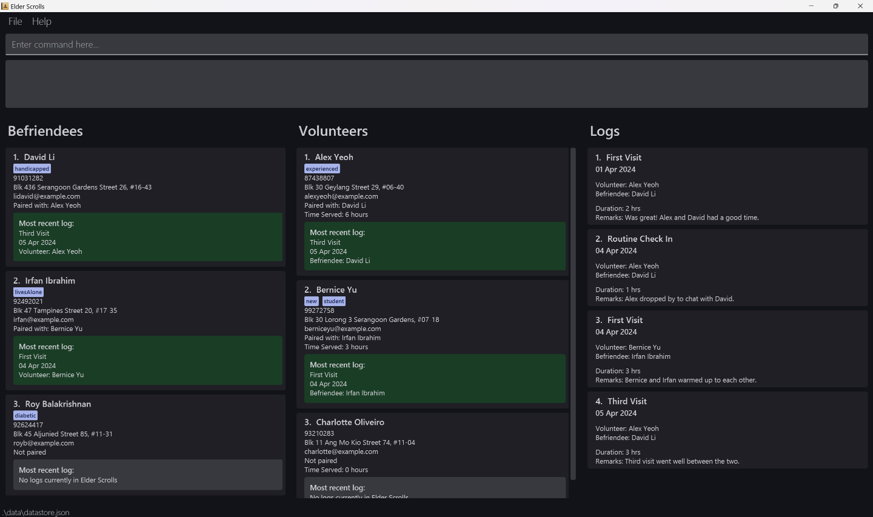 Elder Scrolls
File Help
Enter command here...
Befriendees
1. David Li
handicapped
91031282
Blk 436 Serangoon Gardens Street 26, #16-43
lidavid@example.com
Paired with: Alex Yeoh
Most recent log:
Third Visit
05 Apr 2024
Volunteer: Alex Yeoh
2. Irfan Ibrahim
livesAlone
92492021
Blk 47 Tampines Street 20, #17-35
irfan@example.com
Paired with: Bernice Yu
Most recent log:
First Visit
04 Apr 2024
Volunteer: Bernice Yu
3. Roy Balakrishnan
diabetic
92624417
Blk 45 Aljunied Street 85, #11-31
royb@example.com
Not paired
Most recent log:
No logs currently in Elder Scrolls
Volunteers
1. Alex Yeoh
experienced
87438807
Blk 30 Geylang Street 29, #06-40
alexyeoh@example.com
Paired with: David Li
Time Served: 6 hours
Most recent log:
Third Visit
05 Apr 2024
Befriendee: David Li
2. Bernice Yu
new student
99272758
Blk 30 Lorong 3 Serangoon Gardens, #07-18
berniceyu@example.com
Paired with: Irfan Ibrahim
Time Served: 3 hours
Most recent log:
First Visit
04 Apr 2024
Befriendee: Irfan Ibrahim
3. Charlotte Oliveiro
93210283
Blk 11 Ang Mo Kio Street 74, #11-04
charlotte@example.com
Not paired
Time Served: 0 hours
Most recent log:
No logs currently in Elder Scrolls
Logs
1. First Visit
01 Apr 2024
Volunteer: Alex Yeoh
Befriendee: David Li
Duration: 2 hrs
Remarks: Was great! Alex and David had a good time.
2. Routine Check In
04 Apr 2024
Volunteer: Alex Yeoh
Befriendee: David Li
Duration: 1 hrs
Remarks: Alex dropped by to chat with David.
3. First Visit
04 Apr 2024
Volunteer: Bernice Yu
Befriendee: Irfan Ibrahim
Duration: 3 hrs
Remarks: Bernice and Irfan warmed up to each other.
4. Third Visit
05 Apr 2024
Volunteer: Alex Yeoh
Befriendee: David Li
Duration: 3 hrs
Remarks: Third visit went well between the two.
.\data\datastore.json